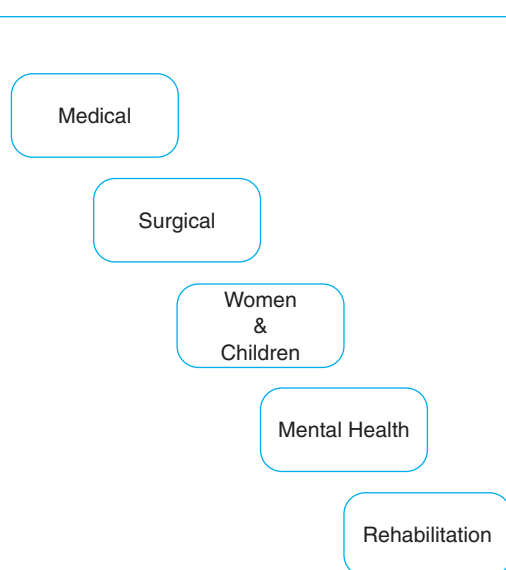 Medical
Surgical
Women
&
Children
Mental Health
Rehabilitation